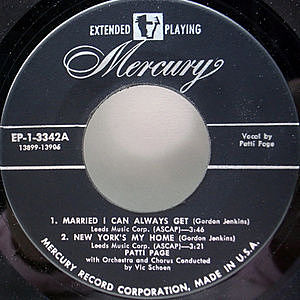 EXTENDED PLAYING
Mercury
EP-1-3342A
13899-13906
Vocal by
Patti Page
1. MARRIED I CAN ALWAYS GET (Gordon Jenkins)
Leeds Music Corp. (ASCAP)—3:46
2. NEW YORK'S MY HOME (Gordon Jenkins)
Leeds Music Corp. (ASCAP)—3:21
PATTI PAGE
with Orchestra and Chorus Conducted
by Vic Schoen
MERCURY RECORD CORPORATION, MADE IN U.S.A.